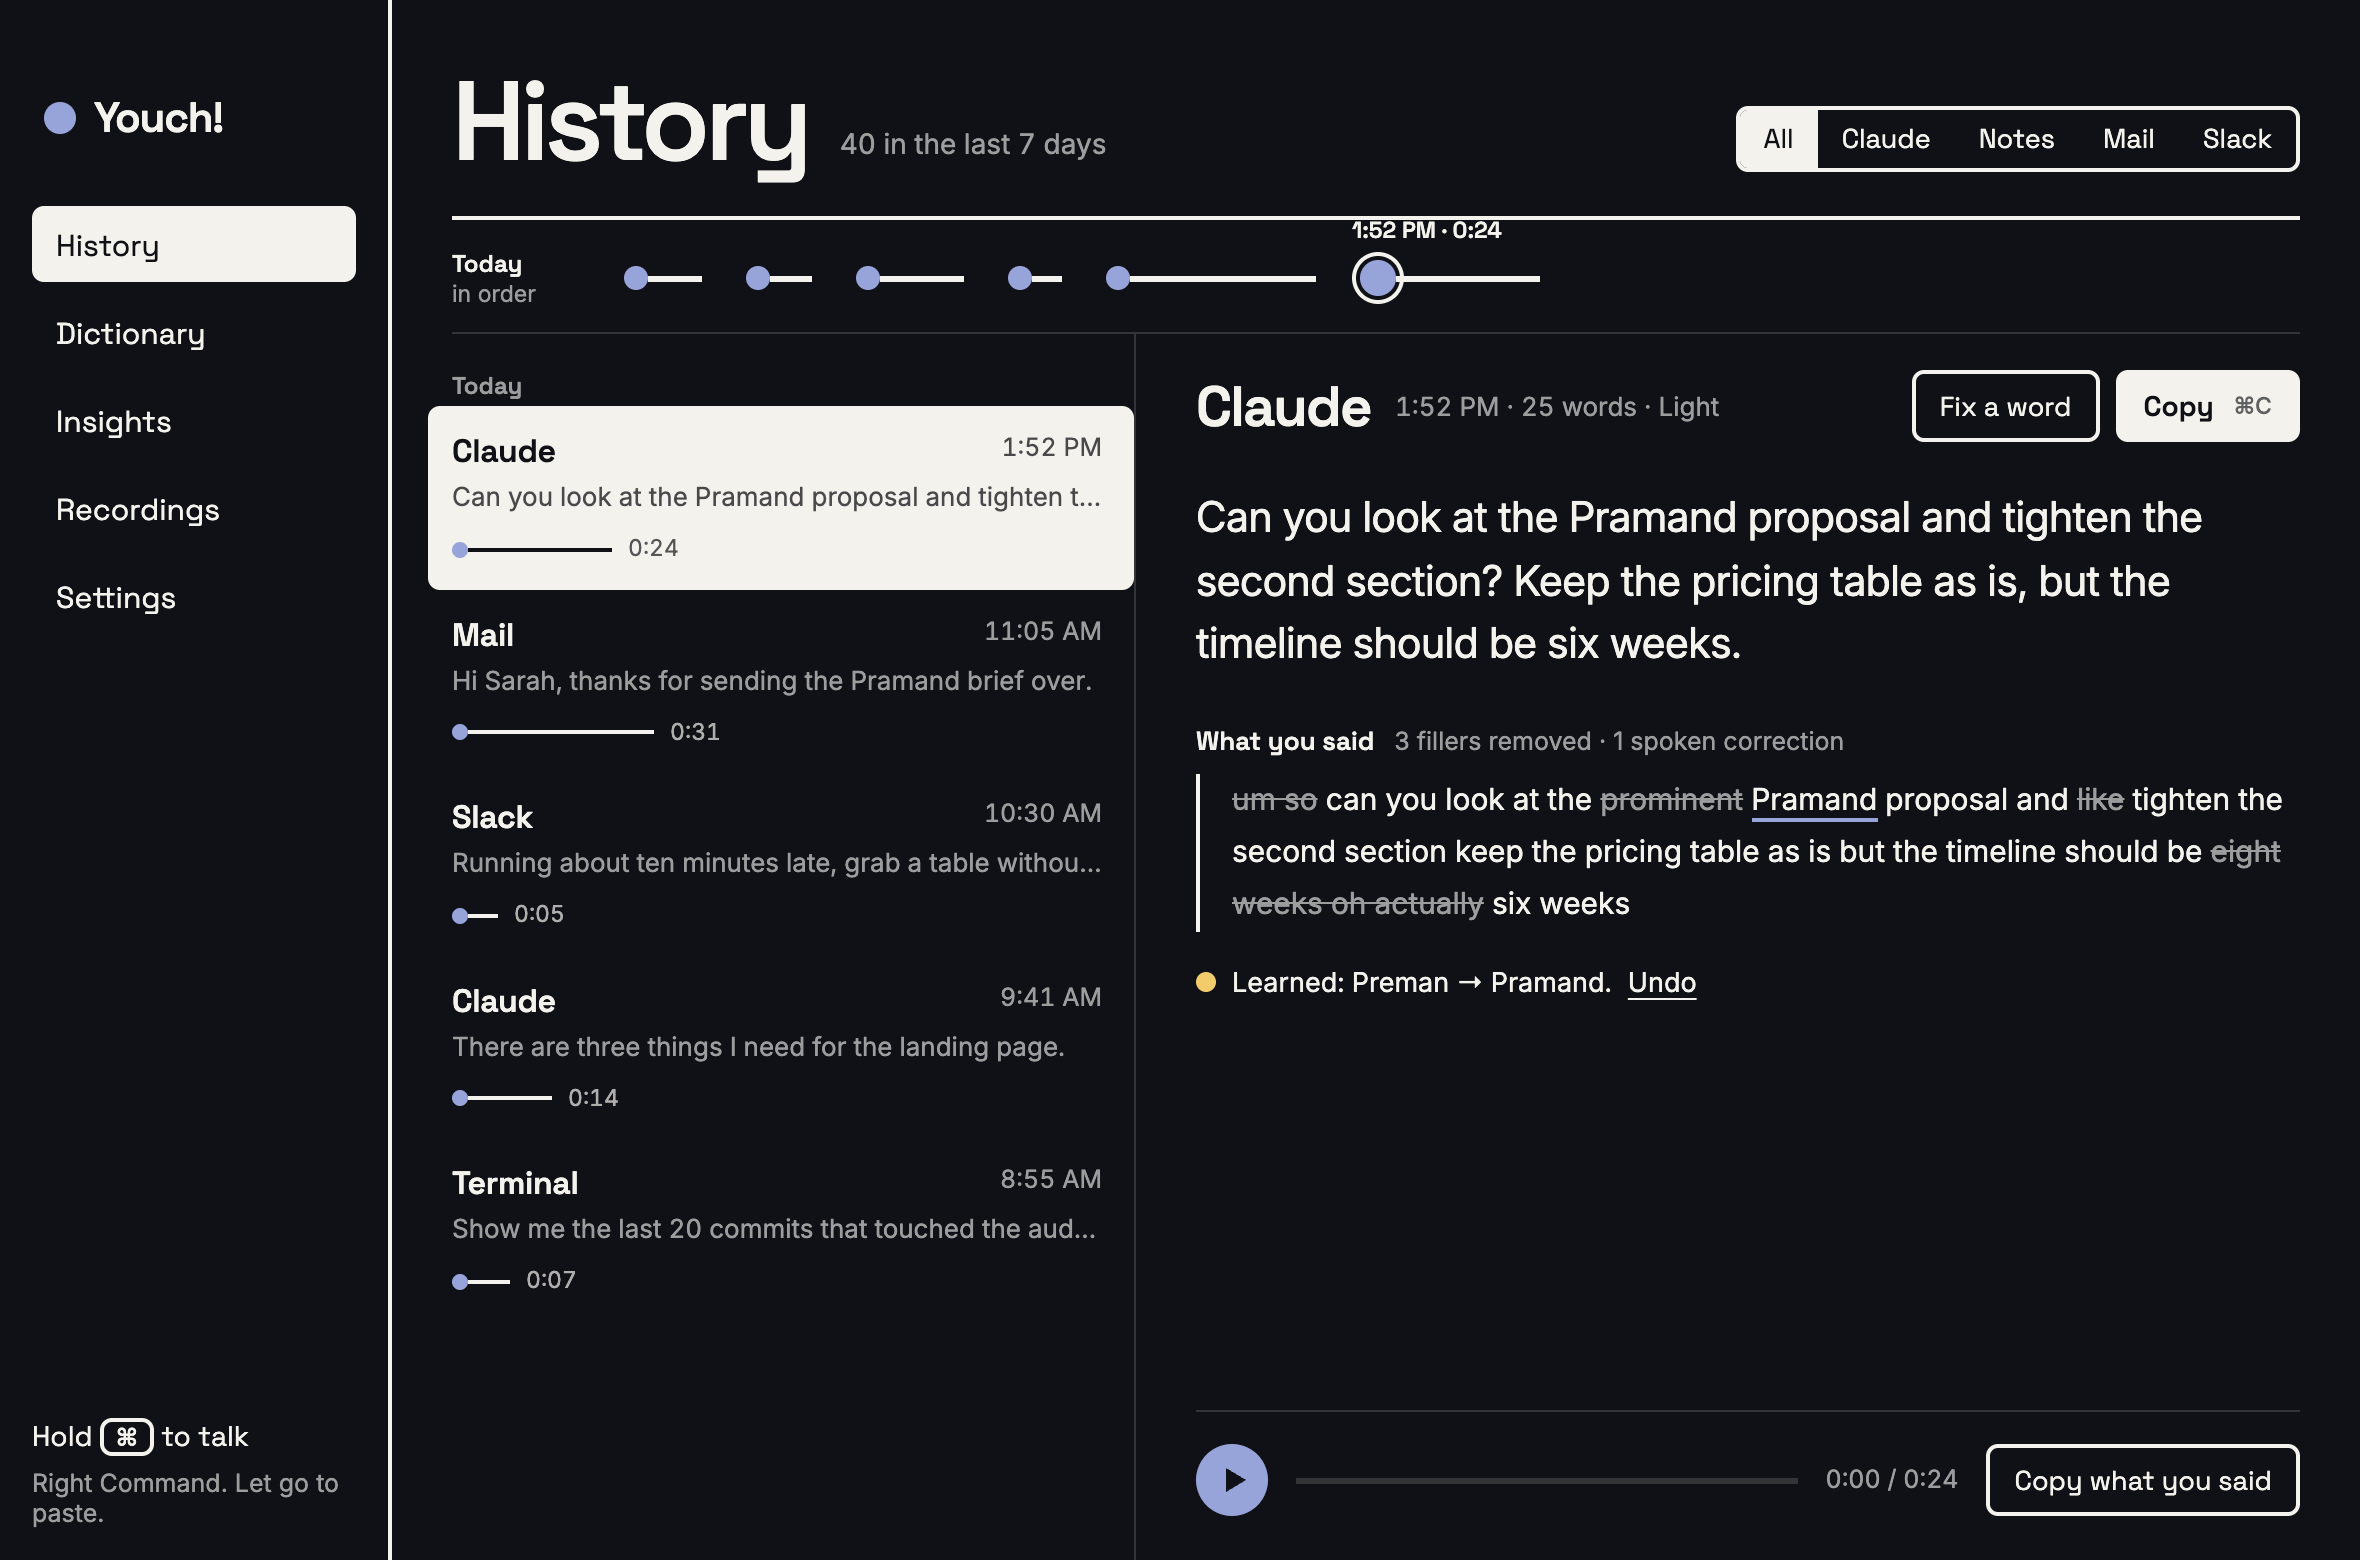 Youch!
History
Dictionary
Insights
Recordings
Settings
Hold ⌘ to talk
Right Command. Let go to
paste.
History
40 in the last 7 days
All Claude Notes Mail Slack
Today
in order
1:52 PM · 0:24
Today
Claude 1:52 PM
Can you look at the Pramand proposal and tighten t...
0:24
Mail 11:05 AM
Hi Sarah, thanks for sending the Pramand brief over.
0:31
Slack 10:30 AM
Running about ten minutes late, grab a table withou...
0:05
Claude 9:41 AM
There are three things I need for the landing page.
0:14
Terminal 8:55 AM
Show me the last 20 commits that touched the aud...
0:07
Claude 1:52 PM · 25 words · Light
Fix a word
Copy ⌘C
Can you look at the Pramand proposal and tighten the
second section? Keep the pricing table as is, but the
timeline should be six weeks.
What you said 3 fillers removed · 1 spoken correction
um so can you look at the prominent Pramand proposal and like tighten the
second section keep the pricing table as is but the timeline should be eight
weeks oh actually six weeks
Learned: Preman → Pramand. Undo
0:00 / 0:24
Copy what you said